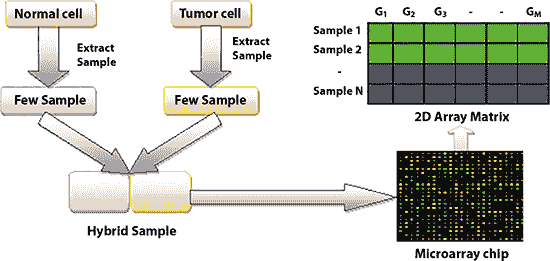 Normal cell
Tumor cell
Extract
Sample
Extract
Sample
Few Sample
Few Sample
Hybrid Sample
G1 G2 G3 - - GM
Sample 1
Sample 2
-
Sample N
2D Array Matrix
Microarray chip